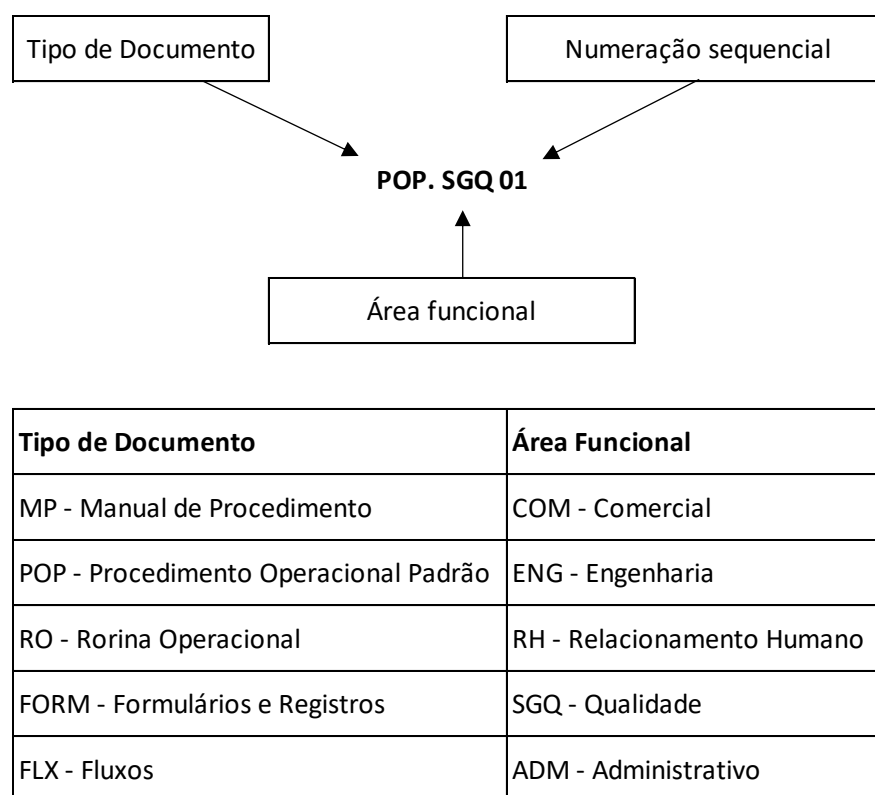 Tipo de Documento
Numeração sequencial
POP. SGQ 01
Área funcional
Tipo de Documento Área Funcional
MP - Manual de Procedimento COM - Comercial
POP - Procedimento Operacional Padrão ENG - Engenharia
RO - Rorina Operacional RH - Relacionamento Humano
FORM - Formulários e Registros SGQ - Qualidade
FLX - Fluxos ADM - Administrativo